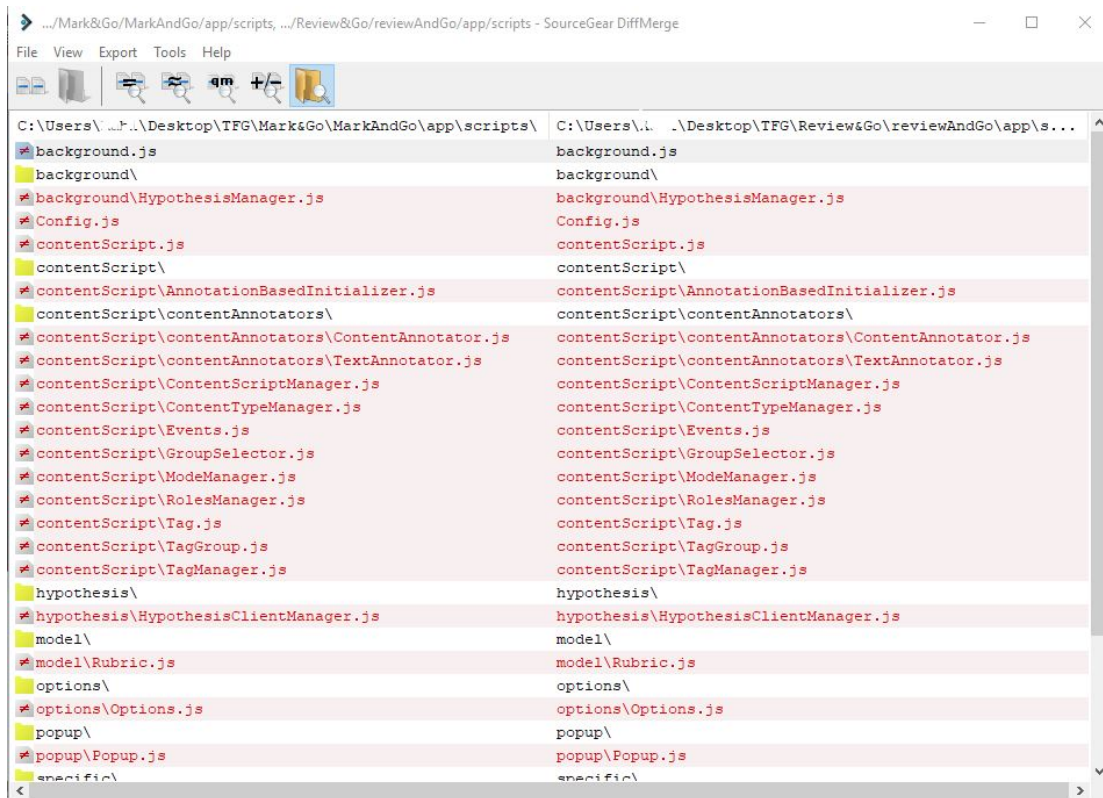 .../Mark&Go/MarkAndGo/app/scripts, .../Review&Go/reviewAndGo/app/scripts - SourceGear DiffMerge
File View Export Tools Help
C:\Users\ \Desktop\TFG\Mark&Go\MarkAndGo\app\scripts\ C:\Users\ \Desktop\TFG\Review&Go\reviewAndGo\app\s...
background.js background.js
background\ background\
background\HypothesisManager.js background\HypothesisManager.js
Config.js Config.js
contentScript.js contentScript.js
contentScript\ contentScript\
contentScript\AnnotationBasedInitializer.js contentScript\AnnotationBasedInitializer.js
contentScript\contentAnnotators\ contentScript\contentAnnotators\
contentScript\contentAnnotators\ContentAnnotator.js contentScript\contentAnnotators\ContentAnnotator.js
contentScript\contentAnnotators\TextAnnotator.js contentScript\contentAnnotators\TextAnnotator.js
contentScript\ContentScriptManager.js contentScript\ContentScriptManager.js
contentScript\ContentTypeManager.js contentScript\ContentTypeManager.js
contentScript\Events.js contentScript\Events.js
contentScript\GroupSelector.js contentScript\GroupSelector.js
contentScript\ModeManager.js contentScript\ModeManager.js
contentScript\RolesManager.js contentScript\RolesManager.js
contentScript\Tag.js contentScript\Tag.js
contentScript\TagGroup.js contentScript\TagGroup.js
contentScript\TagManager.js contentScript\TagManager.js
hypothesis\ hypothesis\
hypothesis\HypothesisClientManager.js hypothesis\HypothesisClientManager.js
model\ model\
model\Rubric.js model\Rubric.js
options\ options\
options\Options.js options\Options.js
popup\ popup\
popup\Popup.js popup\Popup.js
specific\ specific\